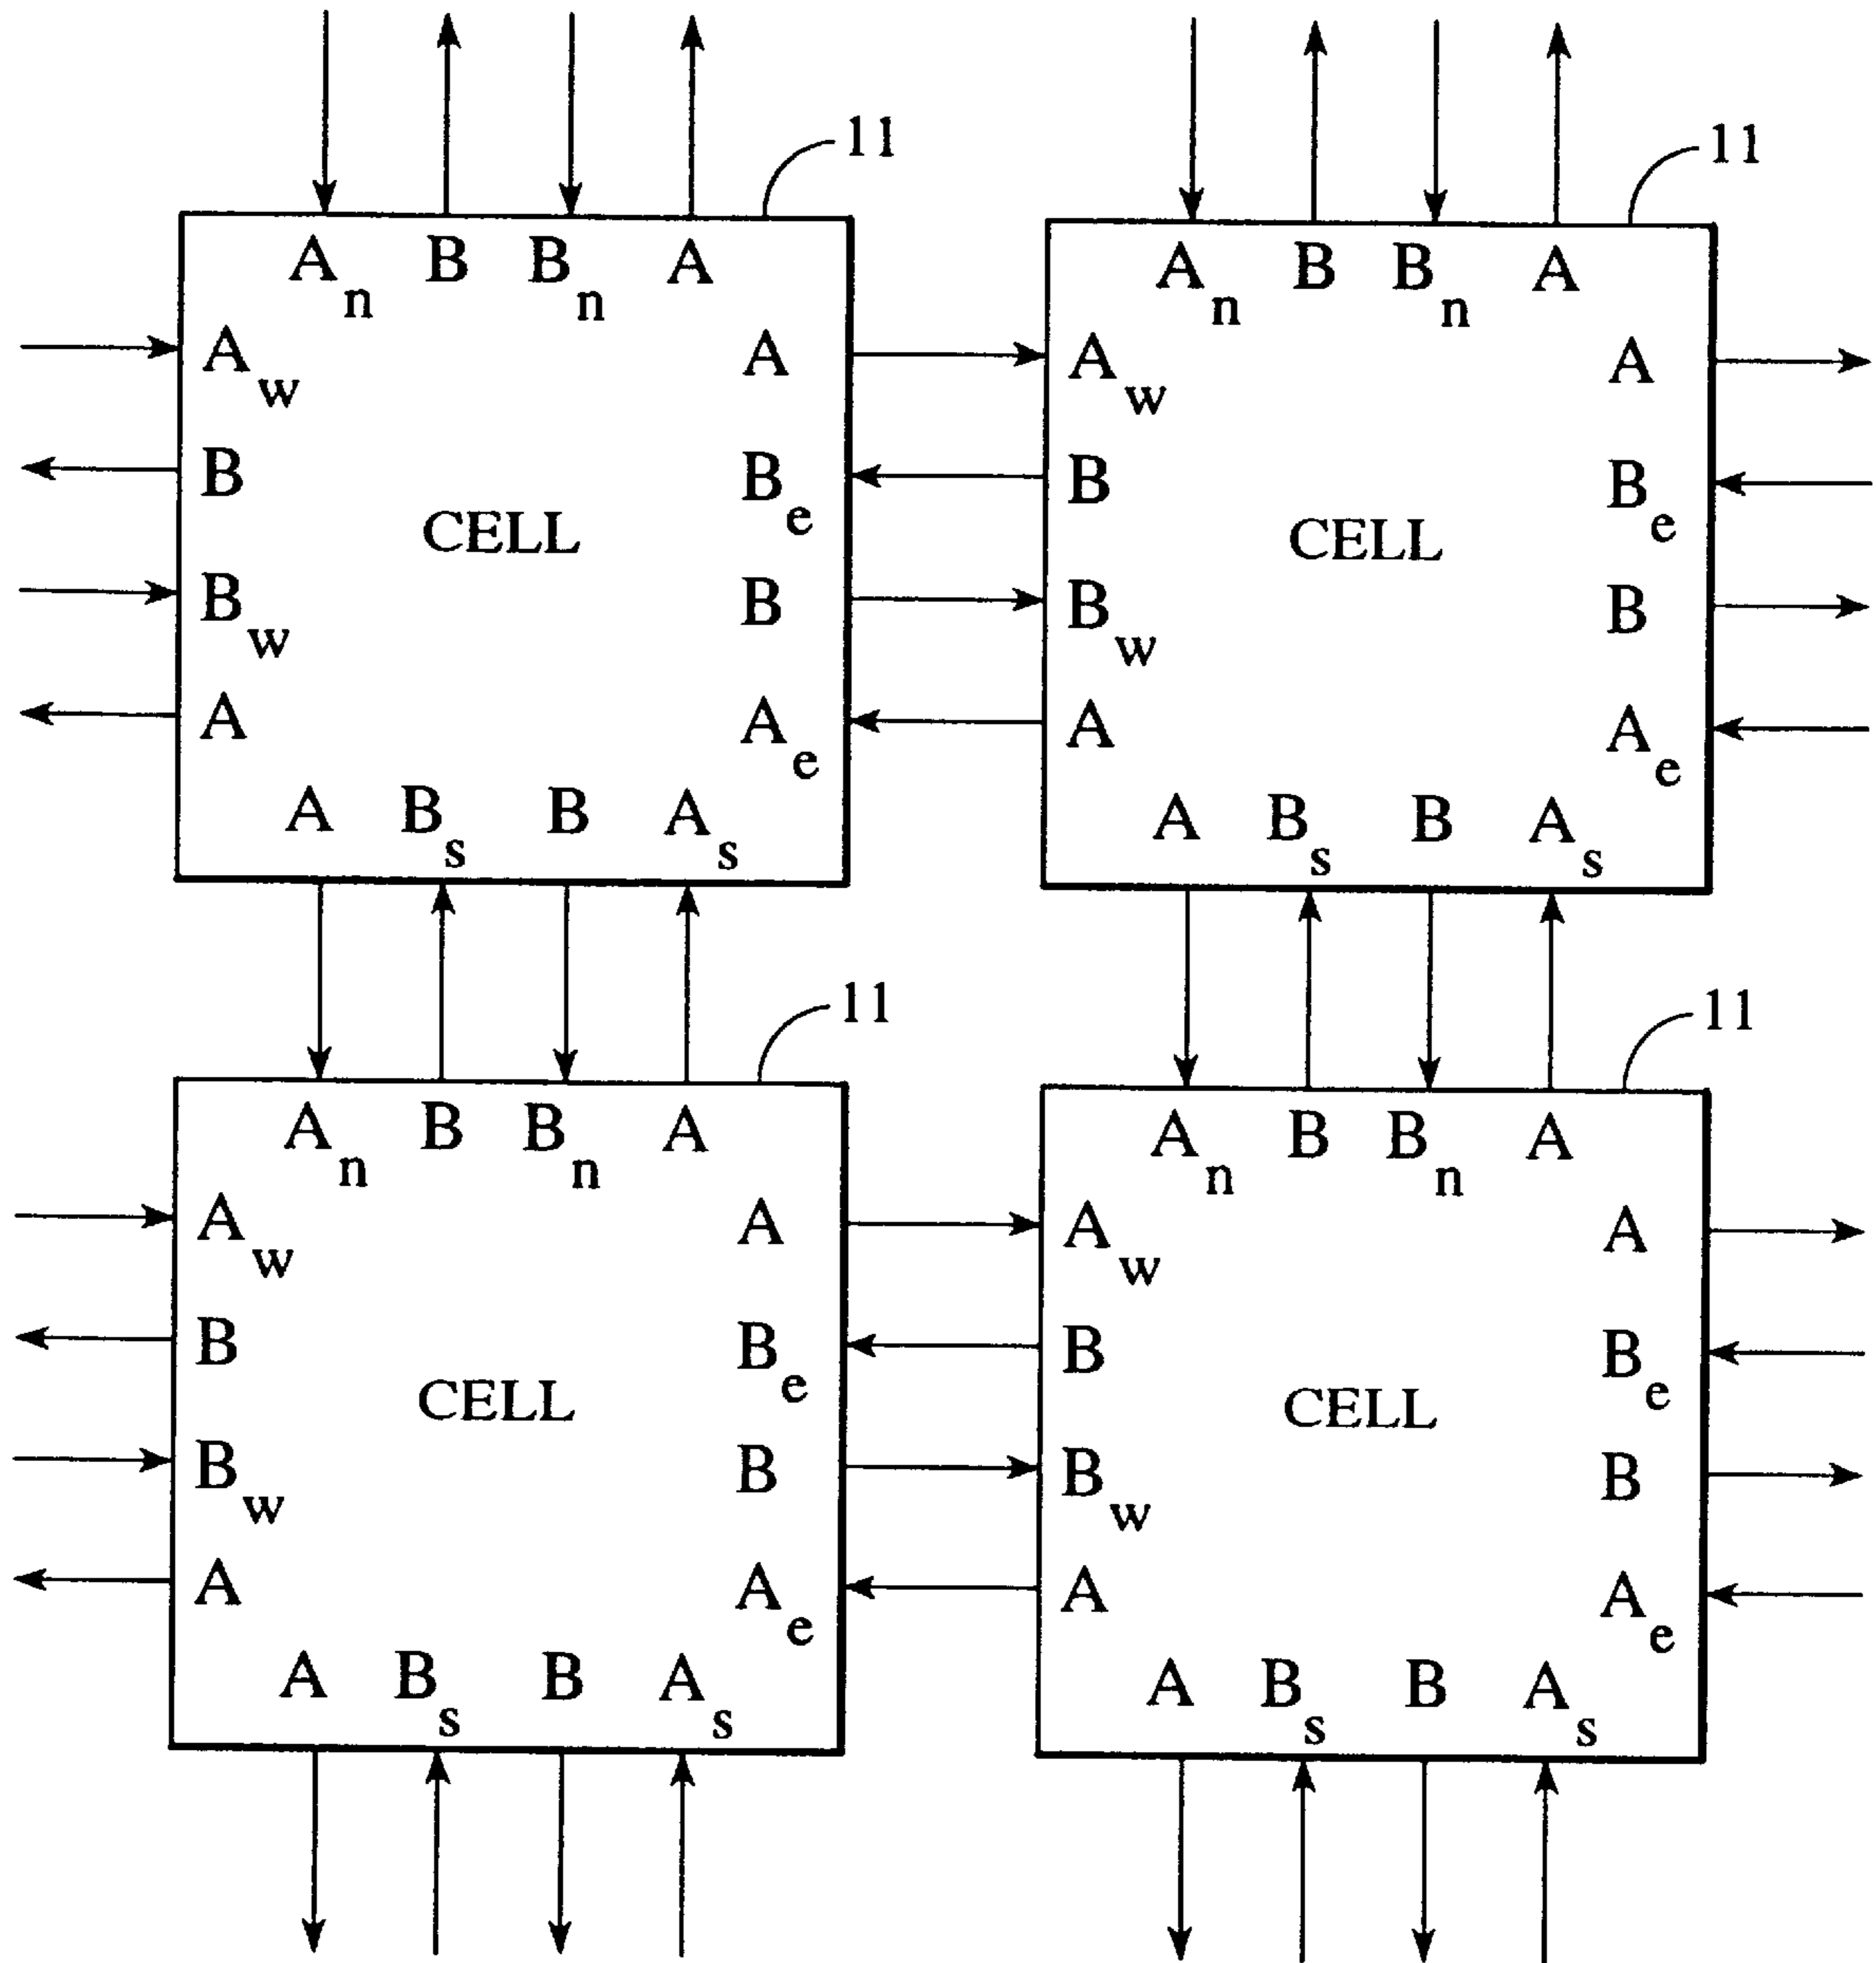 11 11
A_n B B_n A A_n B B_n A
A_w A A_w A
B B_e B B_e
CELL CELL
B_w B B_w B
A A_e A A_e
A B_s B A_s A B_s B A_s
11 11
A_n B B_n A A_n B B_n A
A_w A A_w A
B B_e B B_e
CELL CELL
B_w B B_w B
A A_e A A_e
A B_s B A_s A B_s B A_s